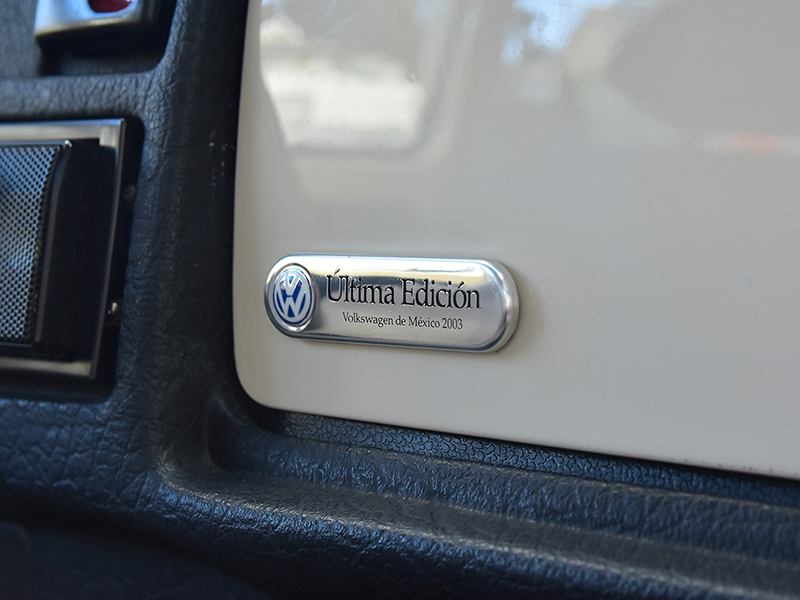 Última Edición
Volkswagen de México 2003